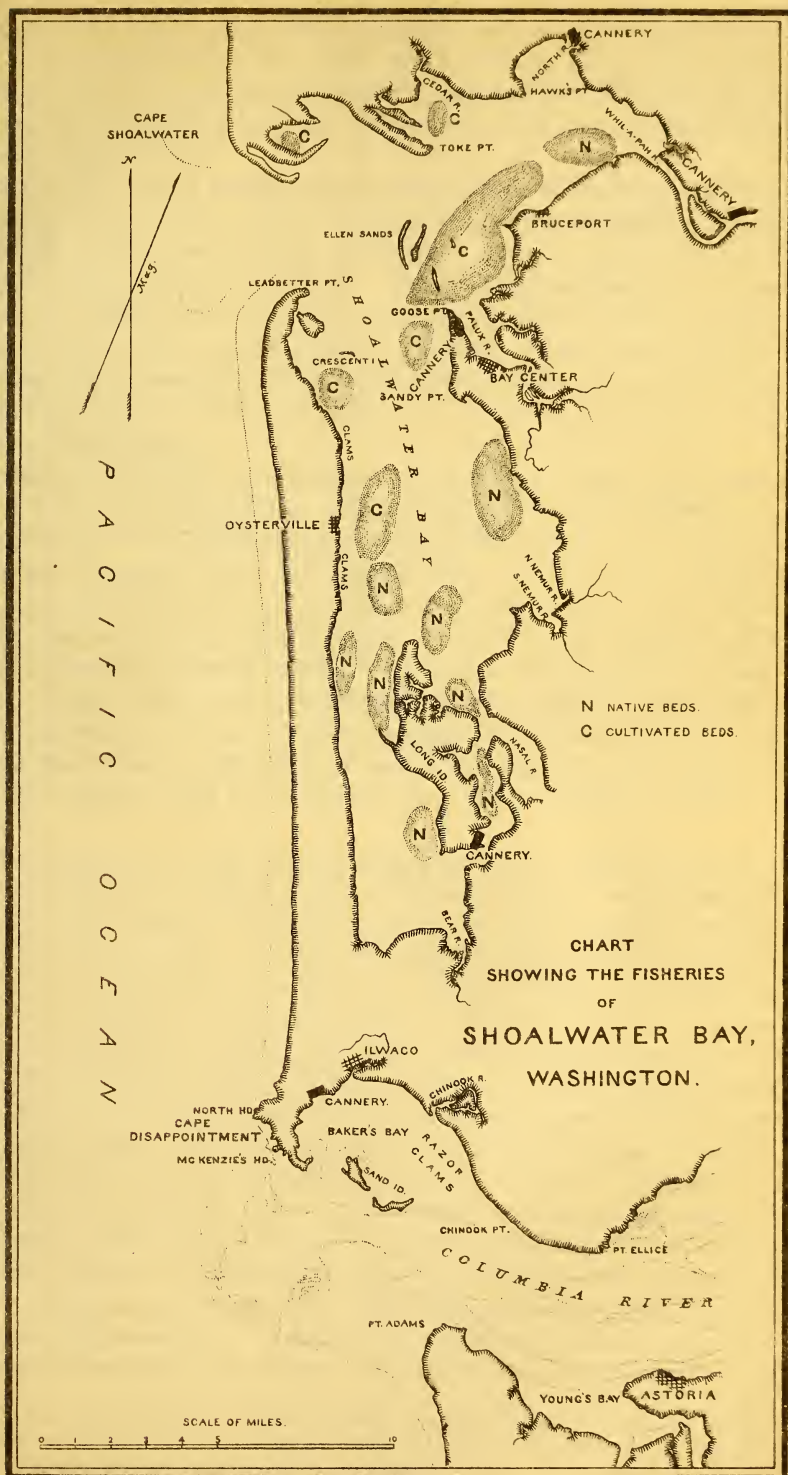 CANNERY
NORTH R.
CEDAR R.
HAWK'S PT.
CAPE
SHOALWATER
C
C
TOKE PT.
N
WHIL-A-PAH R.
CANNERY
N
Mag.
BRUCEPORT
ELLEN SANDS
C
LEADBETTER PT.
SHOALWATER BAY
GOOSE PT.
PALUX R.
C
CANNERY
CRESCENT I
BAY CENTER
C
SANDY PT.
CLAMS
PACIFIC OCEAN
N
C
OYSTERVILLE
CLAMS
N
N
N. NEMUR R.
S. NEMUR R.
N
N
N
N NATIVE BEDS.
C CULTIVATED BEDS.
LONG ID.
NASAL R.
N
N
CANNERY.
BEAR R.
CHART
SHOWING THE FISHERIES
OF
SHOALWATER BAY,
WASHINGTON.
ILWACO
CHINOOK R.
CANNERY.
NORTH HD.
CAPE
DISAPPOINTMENT
BAKER'S BAY
RAZOR
CLAMS
MCKENZIE'S HD.
SAND ID.
CHINOOK PT.
PT. ELLICE
COLUMBIA RIVER
PT. ADAMS
YOUNG'S BAY
ASTORIA
SCALE OF MILES.
0 1 2 3 4 5 10